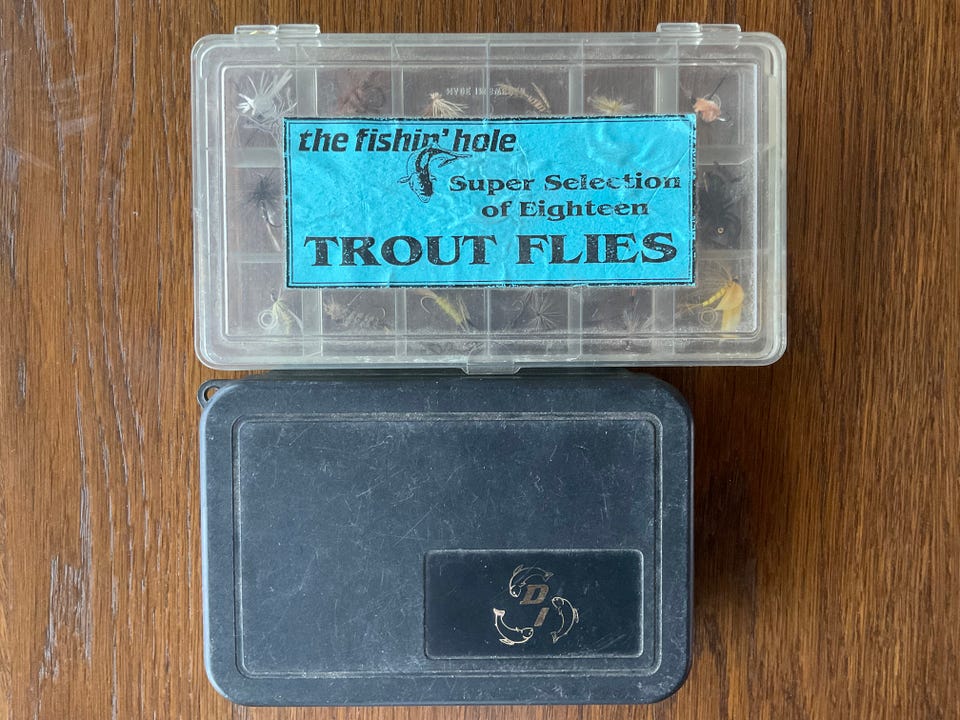 the fishin' hole
Super Selection
of Eighteen
TROUT FLIES
D
I